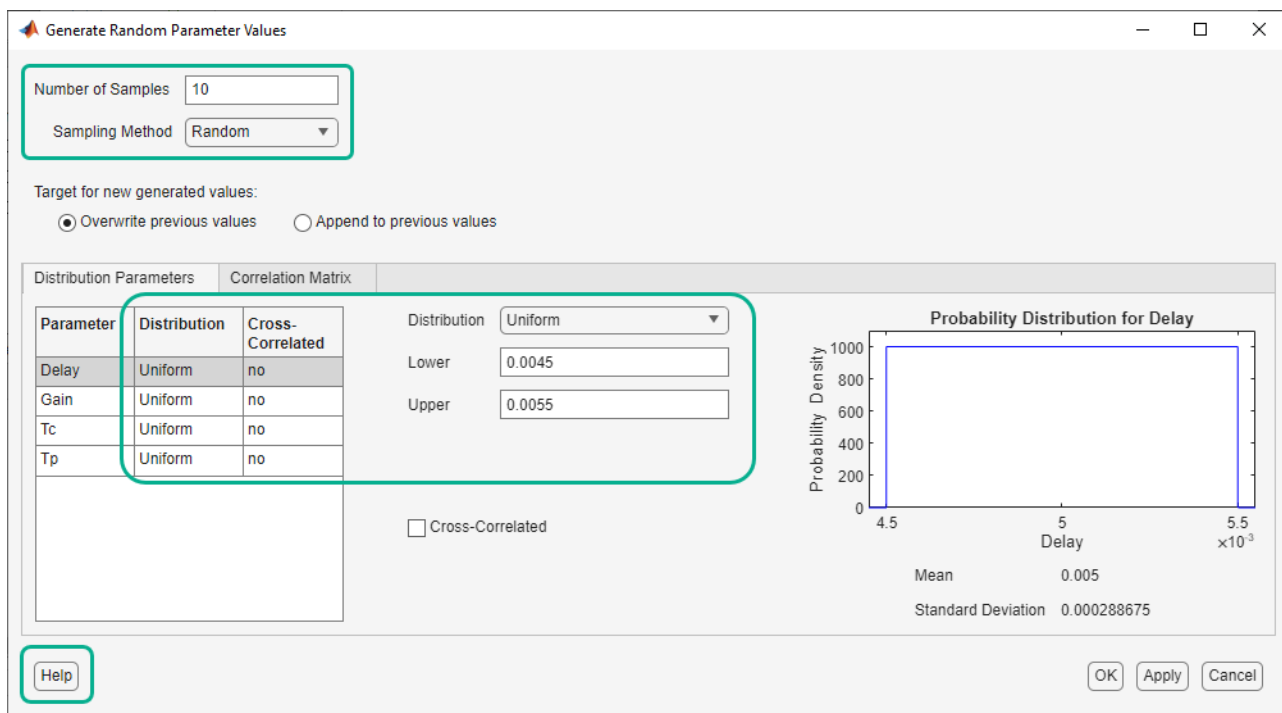 Generate Random Parameter Values
Number of Samples 10
Sampling Method Random
Target for new generated values:
Overwrite previous values Append to previous values
Distribution Parameters Correlation Matrix
Parameter Distribution Cross-
Correlated
Delay Uniform no
Gain Uniform no
Tc Uniform no
Tp Uniform no
Distribution Uniform
Lower 0.0045
Upper 0.0055
Cross-Correlated
Probability Distribution for Delay
Probability Density
1000
800
600
400
200
0
4.5 5 5.5
Delay ×10⁻³
Mean 0.005
Standard Deviation 0.000288675
Help OK Apply Cancel